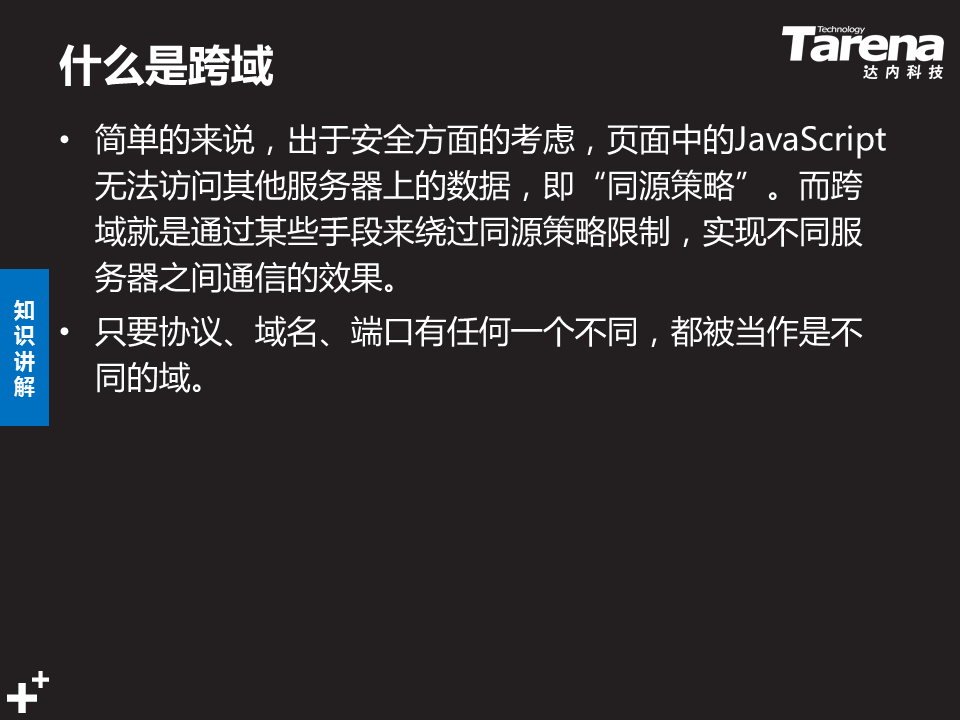 什么是跨域
Technology
Tarena
达内科技
• 简单的来说，出于安全方面的考虑，页面中的JavaScript
无法访问其他服务器上的数据，即“同源策略”。而跨
域就是通过某些手段来绕过同源策略限制，实现不同服
务器之间通信的效果。
• 只要协议、域名、端口有任何一个不同，都被当作是不
同的域。
知
识
讲
解